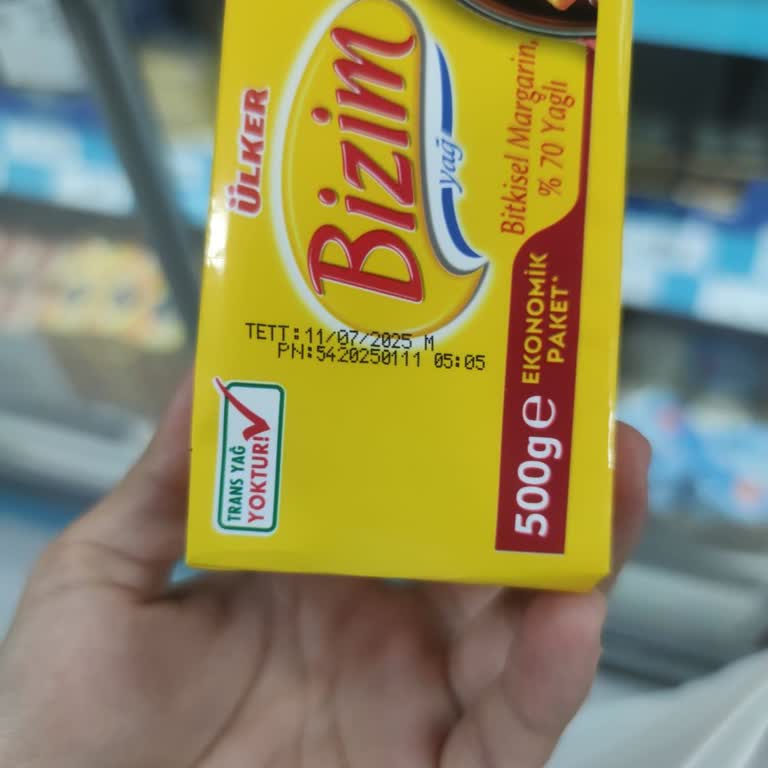 ÜLKER
Bizim
yağ
Bitkisel Margarin,
% 70 Yağlı
TETT:11/07/2025 M
PN:5420250111 05:05
TRANS YAĞ
YOKTUR!
500g e
EKONOMİK
PAKET*